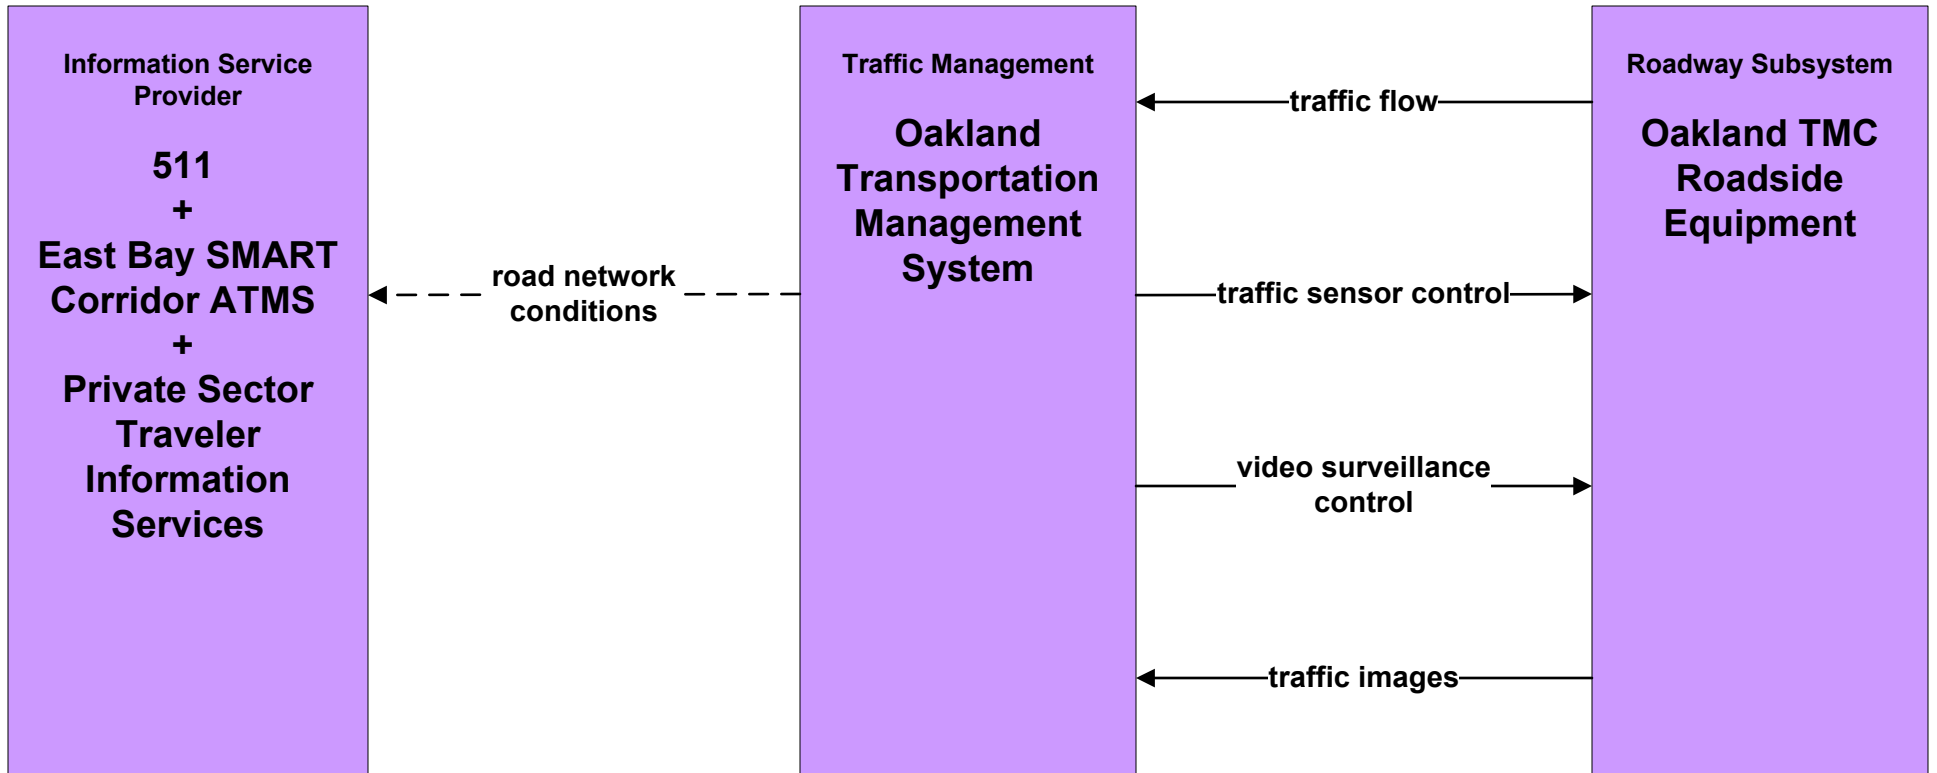 Information Service
Provider
511
+
East Bay SMART
Corridor ATMS
+
Private Sector
Traveler
Information
Services
road network
conditions
Traffic Management
Oakland
Transportation
Management
System
traffic flow
traffic sensor control
video surveillance
control
traffic images
Roadway Subsystem
Oakland TMC
Roadside
Equipment